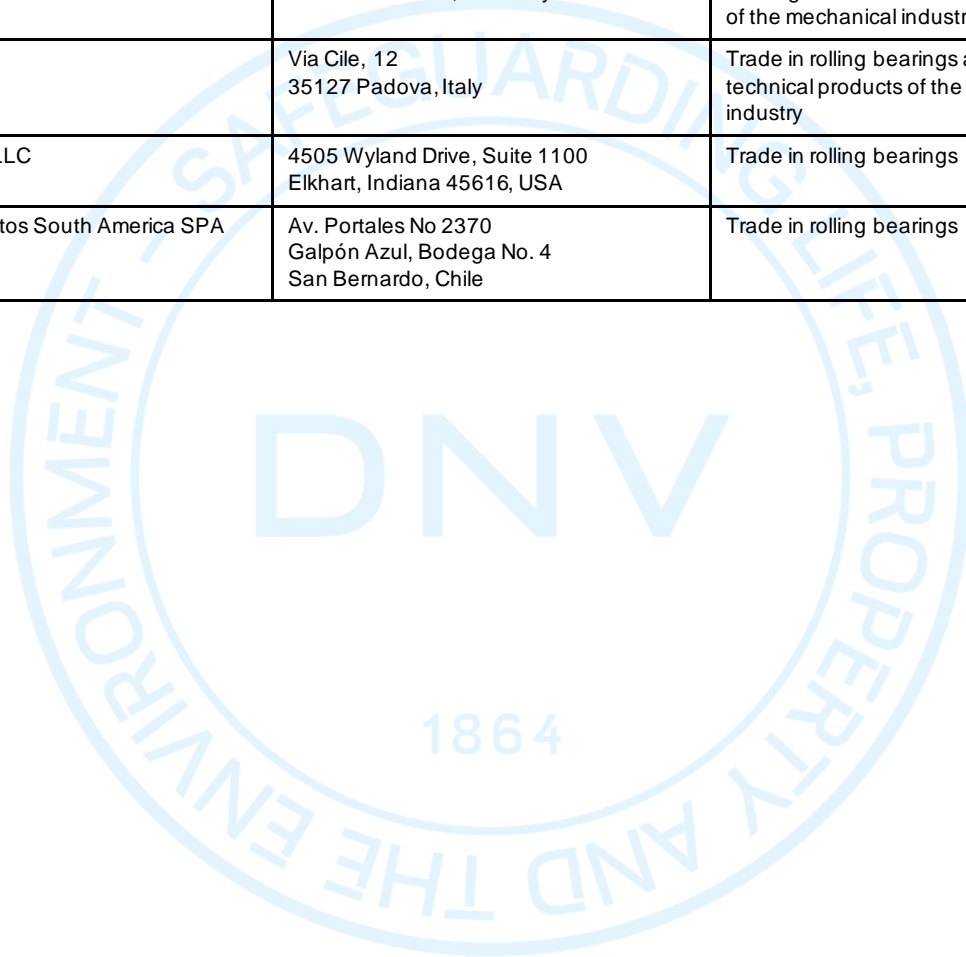 of the mechanical industr
Via Cile, 12
35127 Padova, Italy
Trade in rolling bearings
technical products of the
industry
LLC
4505 Wyland Drive, Suite 1100
Elkhart, Indiana 45616, USA
Trade in rolling bearings
tos South America SPA
Av. Portales No 2370
Galpón Azul, Bodega No. 4
San Bernardo, Chile
Trade in rolling bearings
SAFEGUARDING LIFE, PROPERTY AND THE ENVIRONMENT -
DNV
1864